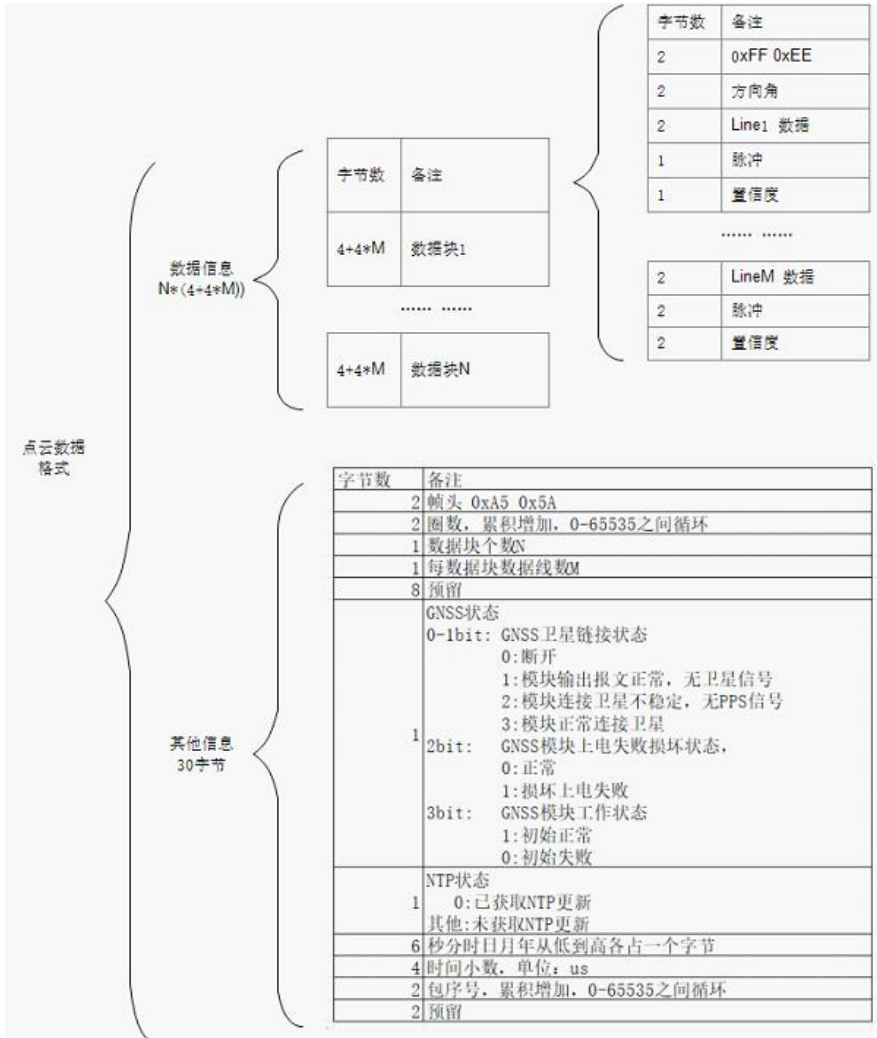 字节数 备注
2 0xFF 0xEE
2 方向角
2 Line1 数据
1 脉冲
1 置信度
…… ……
2 LineM 数据
2 脉冲
2 置信度
字节数 备注
4+4*M 数据块1
…… ……
4+4*M 数据块N
数据信息
N*(4+4*M))
点云数据
格式
其他信息
30字节
字节数 备注
2 帧头 0xA5 0x5A
2 圈数，累积增加，0-65535之间循环
1 数据块个数N
1 每数据块数据线数M
8 预留
GNSS状态
0-1bit: GNSS卫星链接状态
0:断开
1:模块输出报文正常，无卫星信号
2:模块连接卫星不稳定，无PPS信号
3:模块正常连接卫星
1
2bit: GNSS模块上电失败损坏状态，
0:正常
1:损坏上电失败
3bit: GNSS模块工作状态
1:初始正常
0:初始失败
NTP状态
1 0:已获取NTP更新
其他:未获取NTP更新
6 秒分时日月年从低到高各占一个字节
4 时间小数，单位：us
2 包序号，累积增加，0-65535之间循环
2 预留